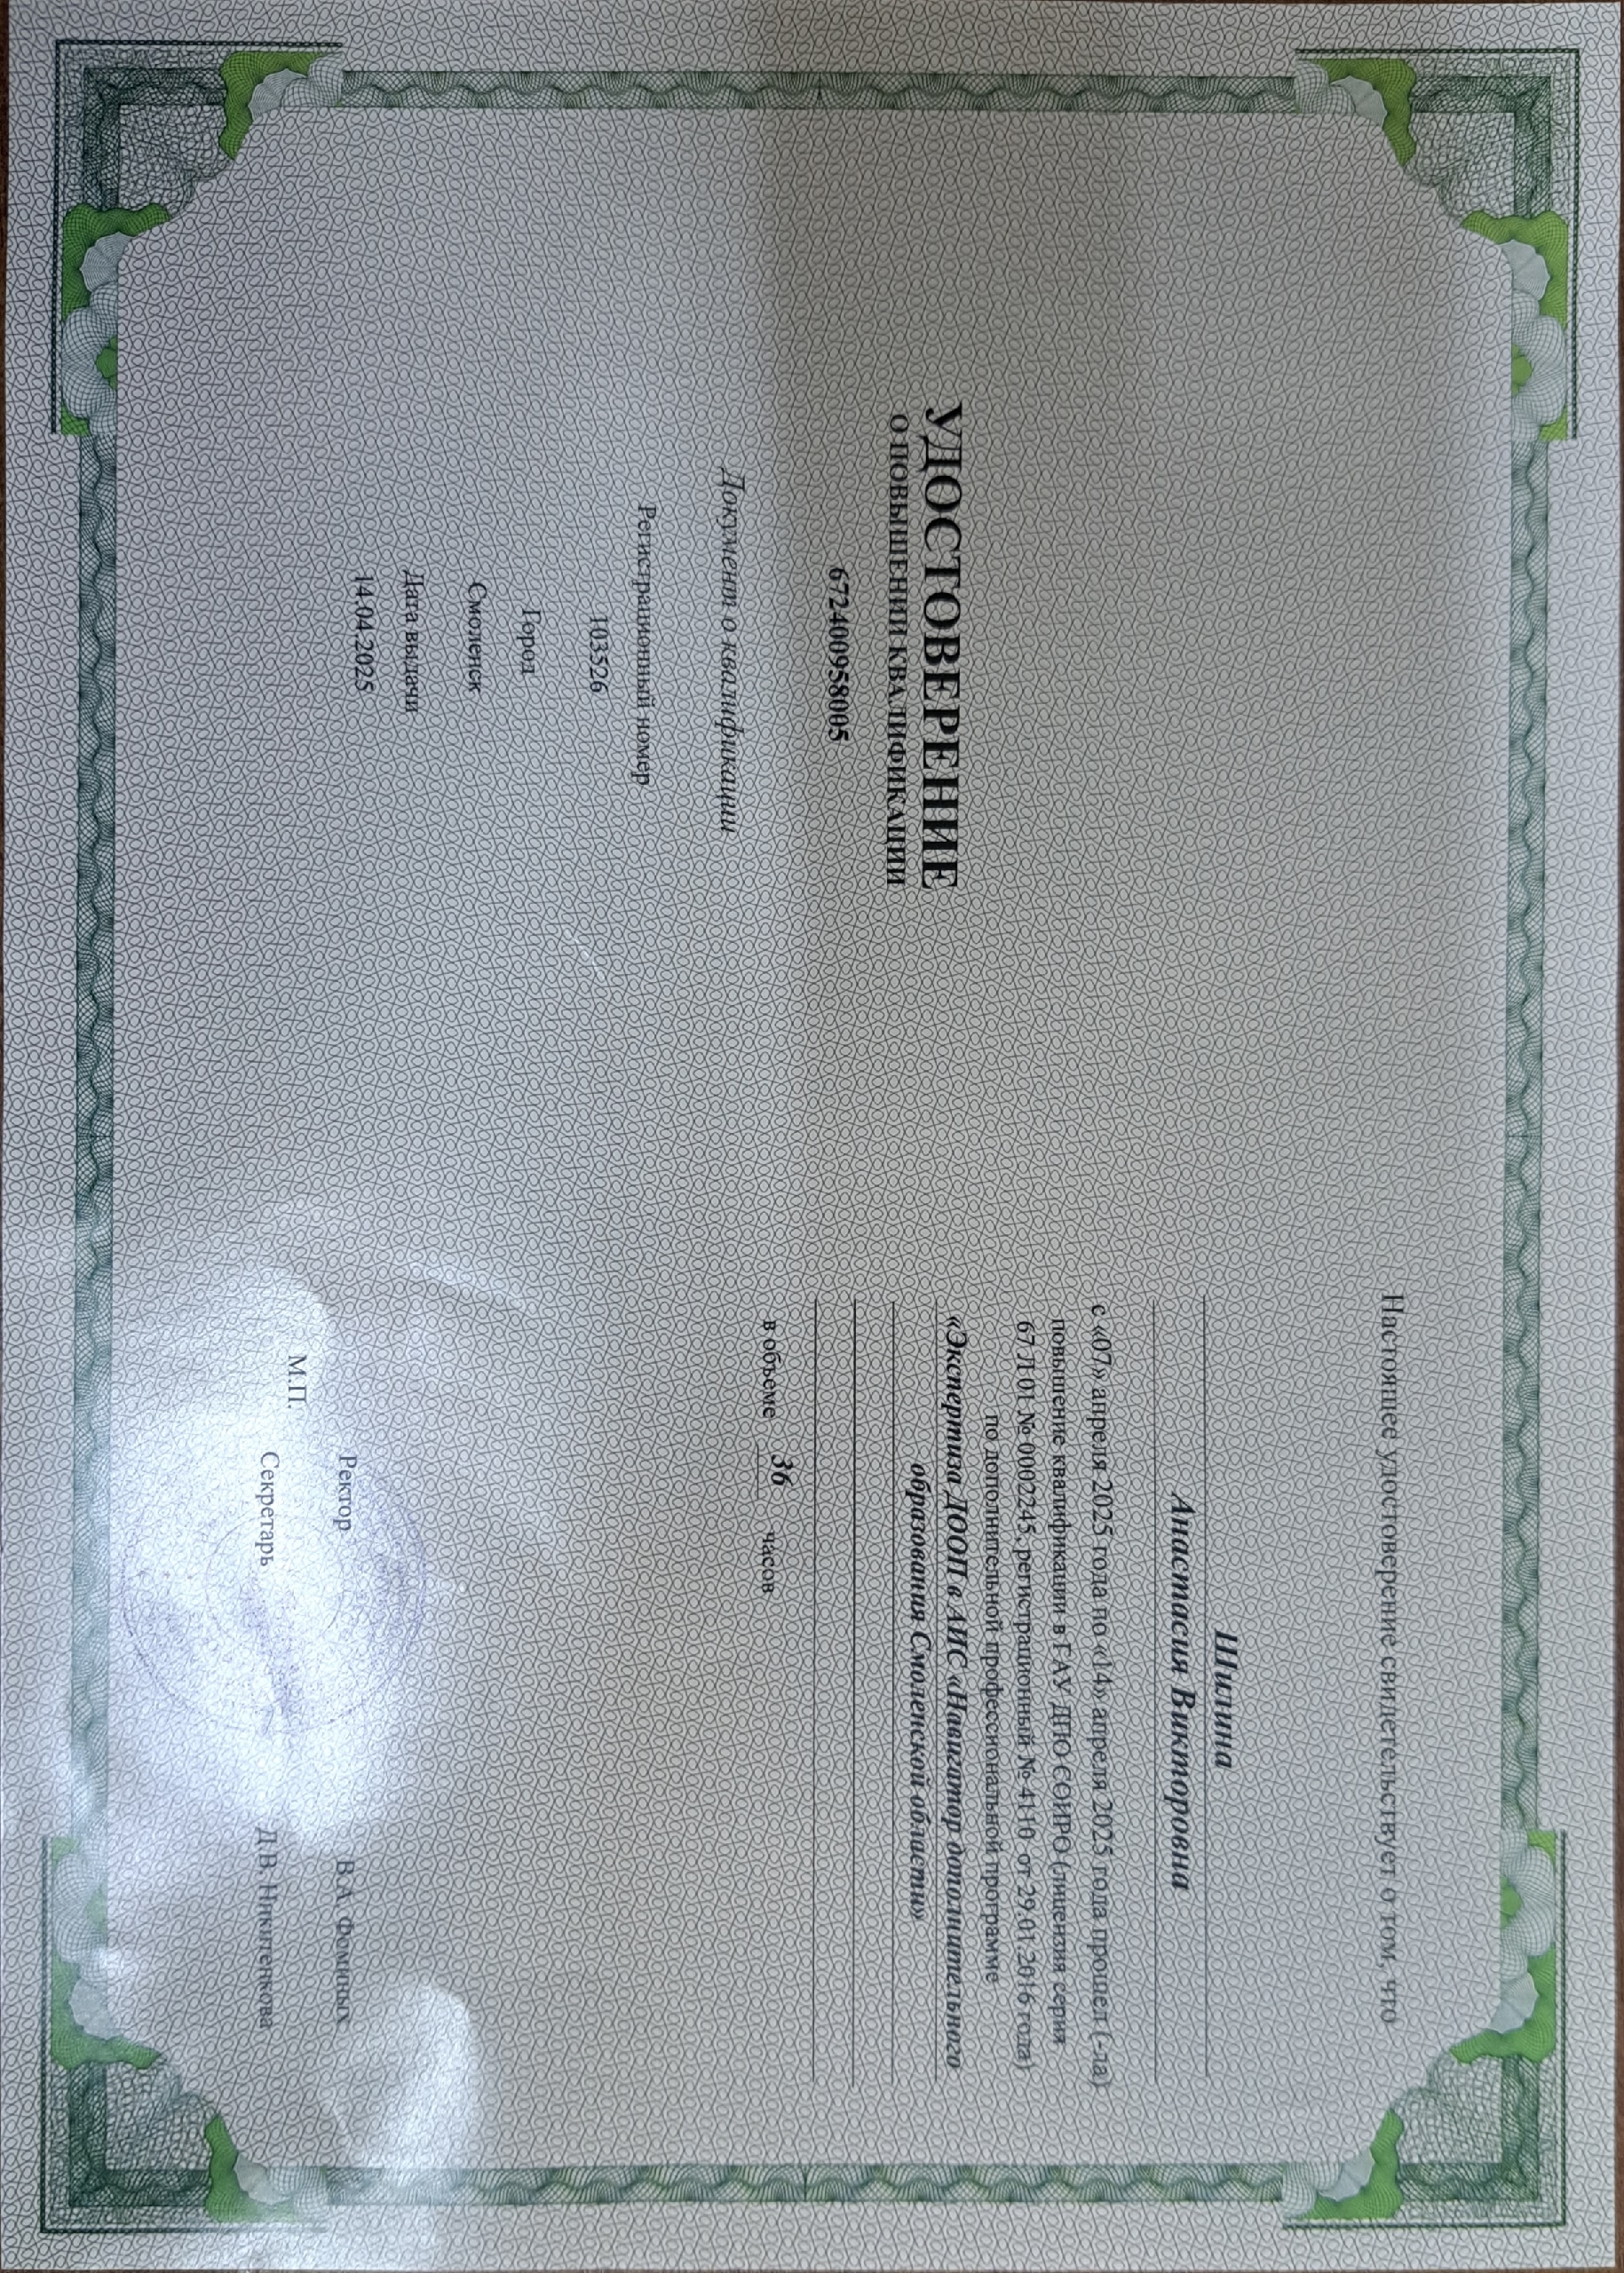 УДОСТОВЕРЕНИЕ
О ПОВЫШЕНИИ КВАЛИФИКАЦИИ
672400958005
Документ о квалификации
Регистрационный номер
103526
Город
Смоленск
Дата выдачи
14.04.2025
Настоящее удостоверение свидетельствует о том, что
Шилина
Анастасия Викторовна
с «07» апреля 2025 года по «14» апреля 2025 года прошел (-ла)
повышение квалификации в ГАУ ДПО СОИРО (лицензия серия
67 Л 01 № 0002245, регистрационный № 4110 от 29.01.2016 года)
по дополнительной профессиональной программе
«Экспертиза ДООП в АИС «Навигатор дополнительного
образования Смоленской области»
в объеме 36 часов
Ректор В.А. Фоминых
М.П.
Секретарь Д.В. Никитенкова